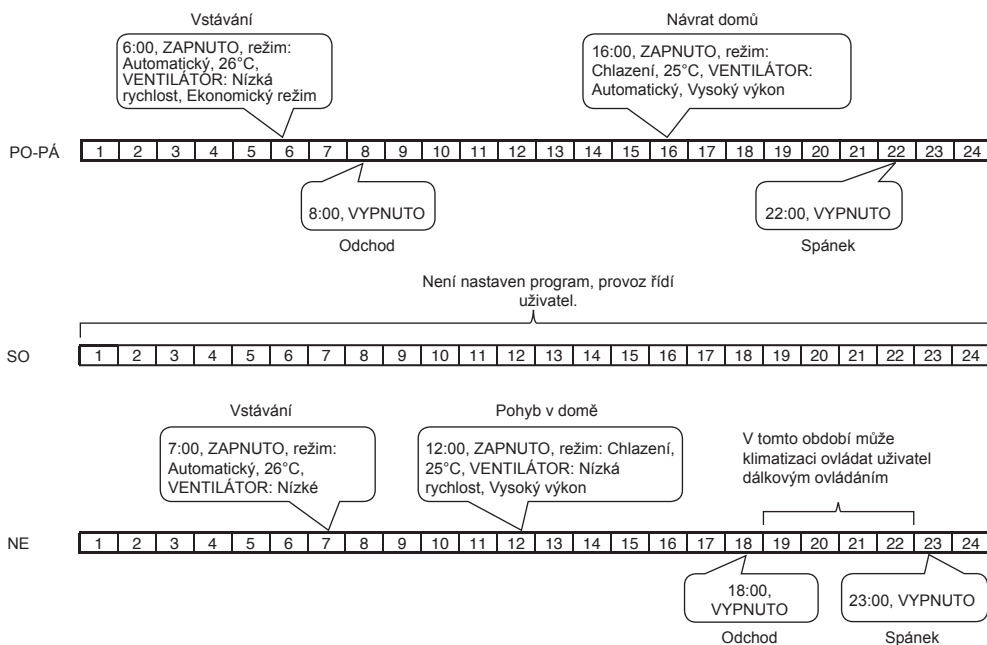 Vstávání
6:00, ZAPNUTO, režim:
Automatický, 26°C,
VENTILÁTOR: Nízká
rychlost, Ekonomický režim
Návrat domů
16:00, ZAPNUTO, režim:
Chlazení, 25°C, VENTILÁTOR:
Automatický, Vysoký výkon
PO-PÁ 1 2 3 4 5 6 7 8 9 10 11 12 13 14 15 16 17 18 19 20 21 22 23 24
8:00, VYPNUTO
Odchod
22:00, VYPNUTO
Spánek
Není nastaven program, provoz řídí
uživatel.
SO 1 2 3 4 5 6 7 8 9 10 11 12 13 14 15 16 17 18 19 20 21 22 23 24
Vstávání
7:00, ZAPNUTO, režim:
Automatický, 26°C,
VENTILÁTOR: Nízké
Pohyb v domě
12:00, ZAPNUTO, režim: Chlazení,
25°C, VENTILÁTOR: Nízká
rychlost, Vysoký výkon
V tomto období může
klimatizaci ovládat uživatel
dálkovým ovládáním
NE 1 2 3 4 5 6 7 8 9 10 11 12 13 14 15 16 17 18 19 20 21 22 23 24
18:00,
VYPNUTO
Odchod
23:00, VYPNUTO
Spánek